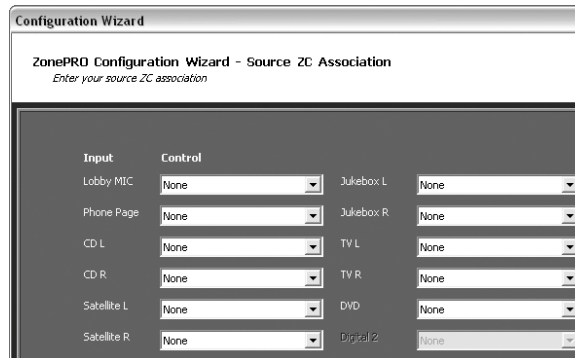 Configuration Wizard
ZonePRO Configuration Wizard - Source ZC Association
Enter your source ZC association
Input Control
Lobby MIC None Jukebox L None
Phone Page None Jukebox R None
CD L None TV L None
CD R None TV R None
Satellite L None DVD None
Satellite R None Digital 2 None